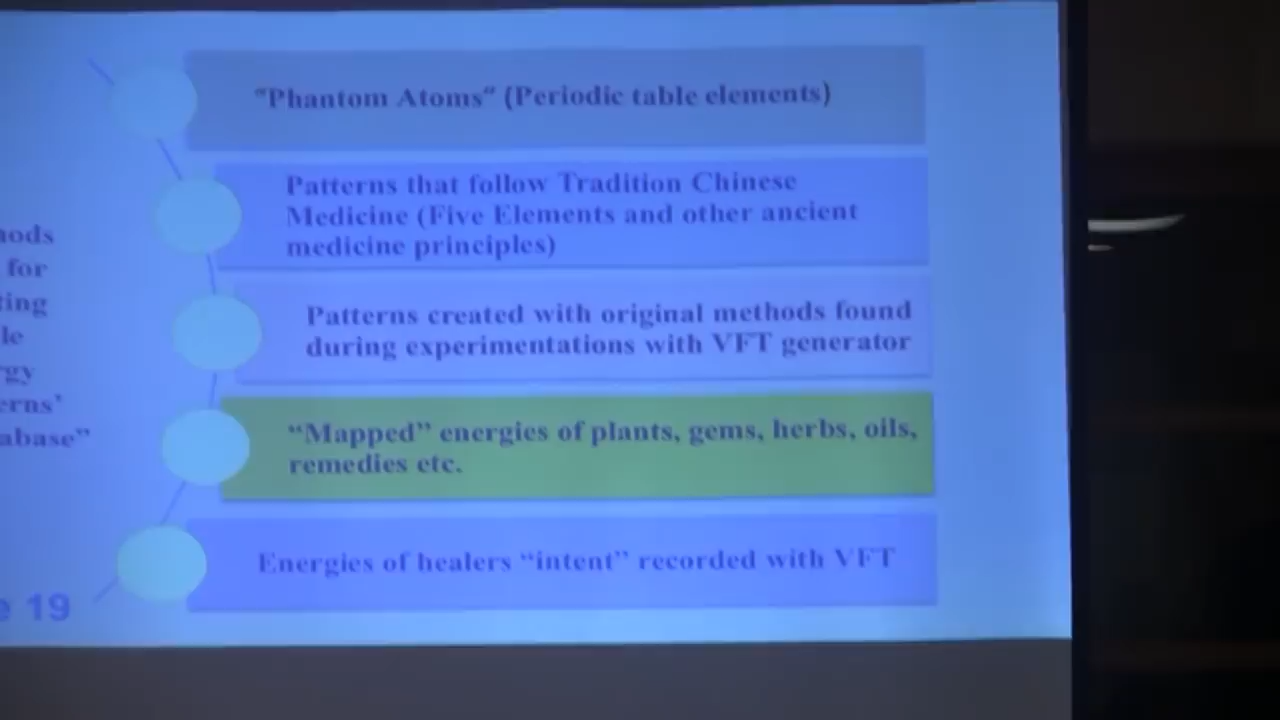 "Phantom Atoms" (Periodic table elements)
Patterns that follow Tradition Chinese
Medicine (Five Elements and other ancient
medicine principles)
for
Patterns created with original methods found
during experimentations with VFT generator
"Mapped" energies of plants, gems, herbs, oils,
remedies etc.
Energies of healers "intent" recorded with VFT
19